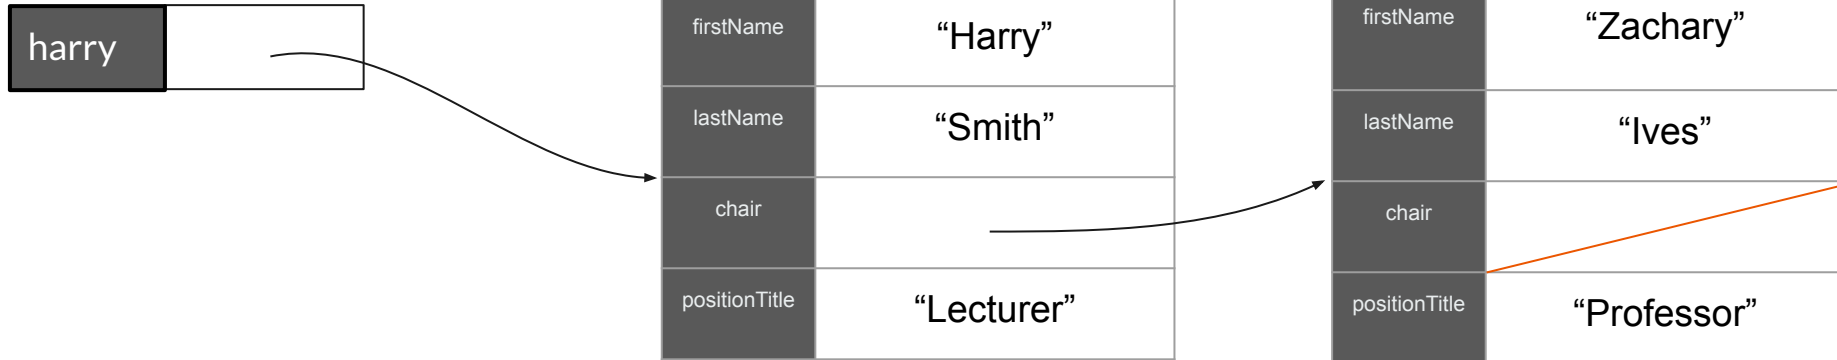 harry
firstName
“Harry”
lastName
“Smith”
chair
positionTitle
“Lecturer”
firstName
“Zachary”
lastName
“Ives”
chair
positionTitle
“Professor”